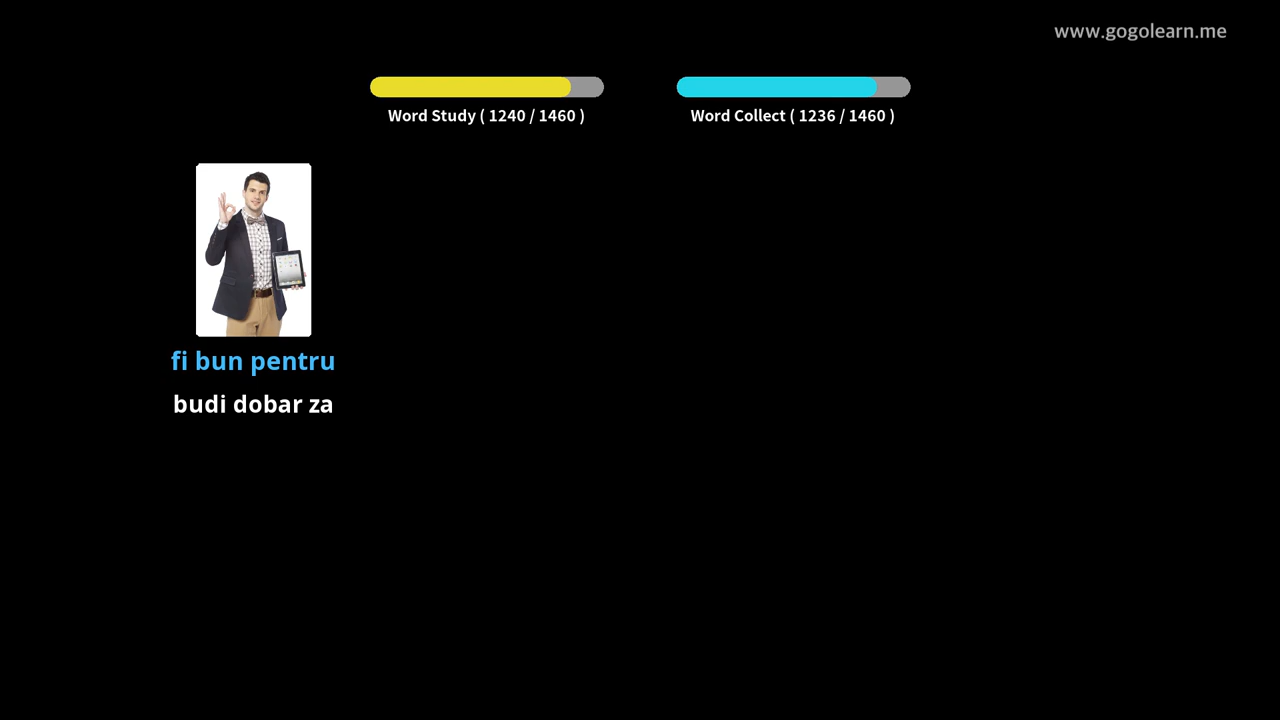 www.gogolearn.me
Word Study ( 1240 / 1460 )
Word Collect ( 1236 / 1460 )
fi bun pentru
budi dobar za